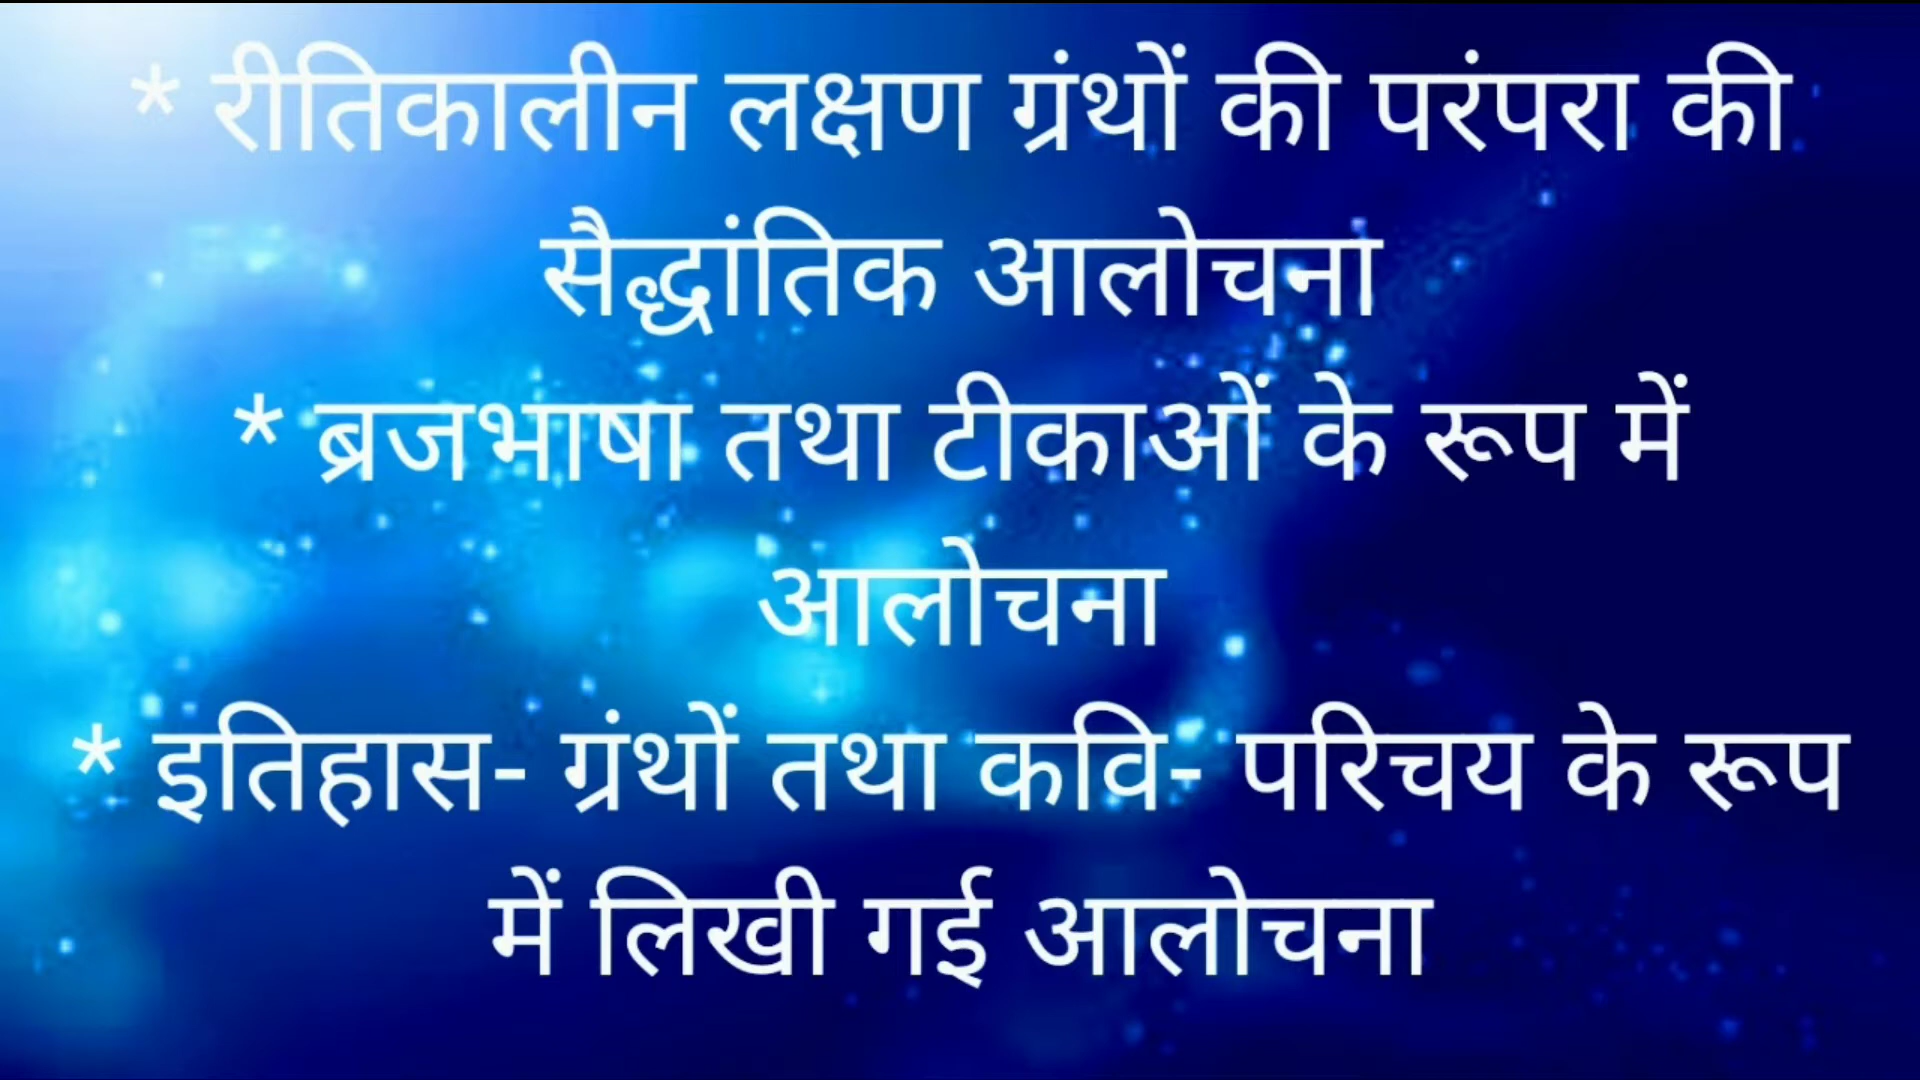 * रीतिकालीन लक्षण ग्रंथों की परंपरा की
सैद्धांतिक आलोचना
* ब्रजभाषा तथा टीकाओं के रूप में
आलोचना
* इतिहास- ग्रंथों तथा कवि- परिचय के रूप
में लिखी गई आलोचना